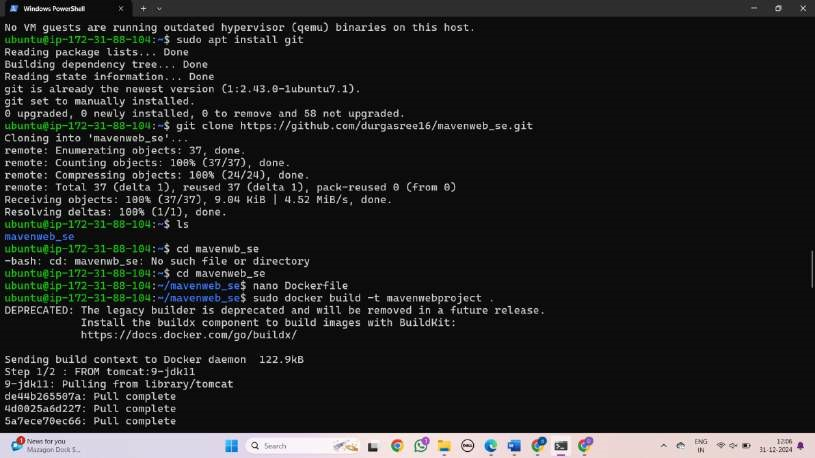 Windows PowerShell
No VM guests are running outdated hypervisor (qemu) binaries on this host.
ubuntu@ip-172-31-88-104:~$ sudo apt install git
Reading package lists... Done
Building dependency tree... Done
Reading state information... Done
git is already the newest version (1:2.43.0-1ubuntu7.1).
git set to manually installed.
0 upgraded, 0 newly installed, 0 to remove and 58 not upgraded.
ubuntu@ip-172-31-88-104:~$ git clone https://github.com/durgasree16/mavenweb_se.git
Cloning into 'mavenweb_se'...
remote: Enumerating objects: 37, done.
remote: Counting objects: 100% (37/37), done.
remote: Compressing objects: 100% (24/24), done.
remote: Total 37 (delta 1), reused 37 (delta 1), pack-reused 0 (from 0)
Receiving objects: 100% (37/37), 9.04 KiB | 4.52 MiB/s, done.
Resolving deltas: 100% (1/1), done.
ubuntu@ip-172-31-88-104:~$ ls
mavenweb_se
ubuntu@ip-172-31-88-104:~$ cd mavenwb_se
-bash: cd: mavenwb_se: No such file or directory
ubuntu@ip-172-31-88-104:~$ cd mavenweb_se
ubuntu@ip-172-31-88-104:~/mavenweb_se$ nano Dockerfile
ubuntu@ip-172-31-88-104:~/mavenweb_se$ sudo docker build -t mavenwebproject .
DEPRECATED: The legacy builder is deprecated and will be removed in a future release.
Install the buildx component to build images with BuildKit:
https://docs.docker.com/go/buildx/
Sending build context to Docker daemon  122.9kB
Step 1/2 : FROM tomcat:9-jdk11
9-jdk11: Pulling from library/tomcat
de44b265507a: Pull complete
4d0025a6d227: Pull complete
5a7ece70ec66: Pull complete
News for you
Mazagon Dock S...
Search
ENG
IN
12:06
31-12-2024